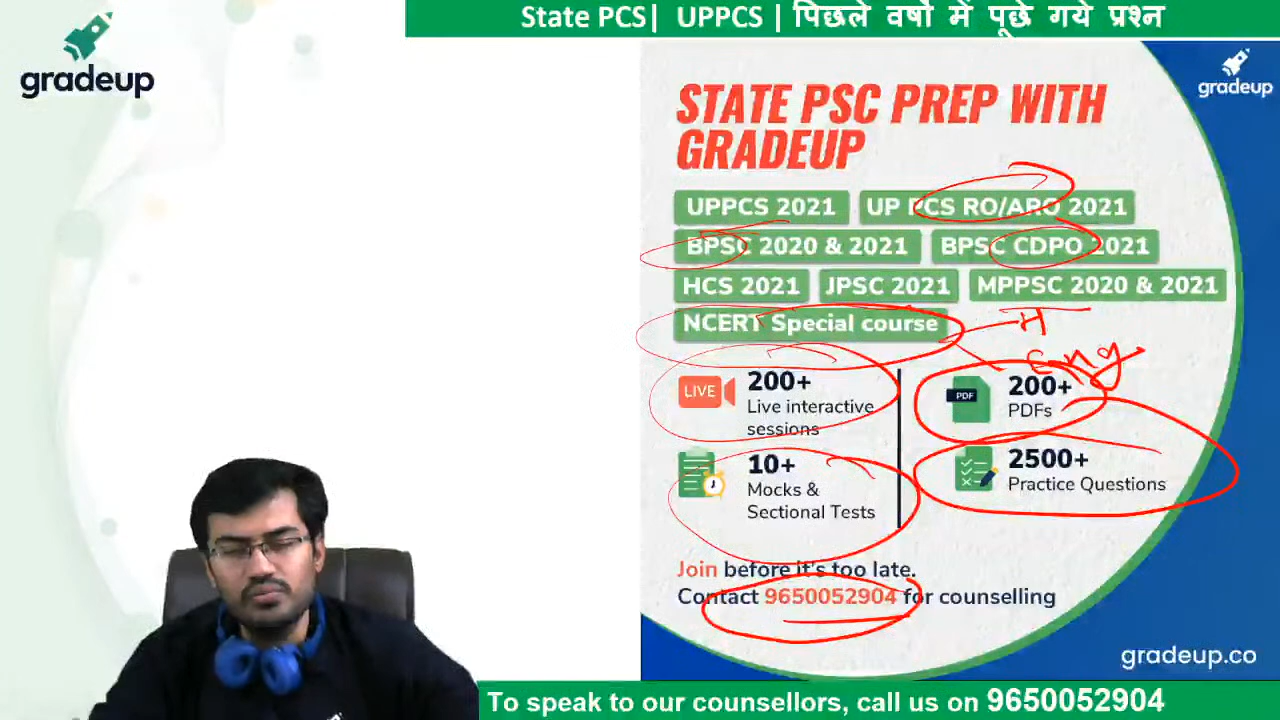 State PCS| UPPCS | पिछले वर्षो में पूछे गये प्रश्न
gradeup
gradeup
STATE PSC PREP WITH
GRADEUP
UPPCS 2021
UP PCS RO/ARO 2021
BPSC 2020 & 2021
BPSC CDPO 2021
HCS 2021
JPSC 2021
MPPSC 2020 & 2021
NCERT Special course
H
Eng
LIVE
200+
Live interactive
sessions
PDF
200+
PDFs
10+
Mocks &
Sectional Tests
2500+
Practice Questions
Join before it's too late.
Contact 9650052904 for counselling
gradeup.co
To speak to our counsellors, call us on 9650052904